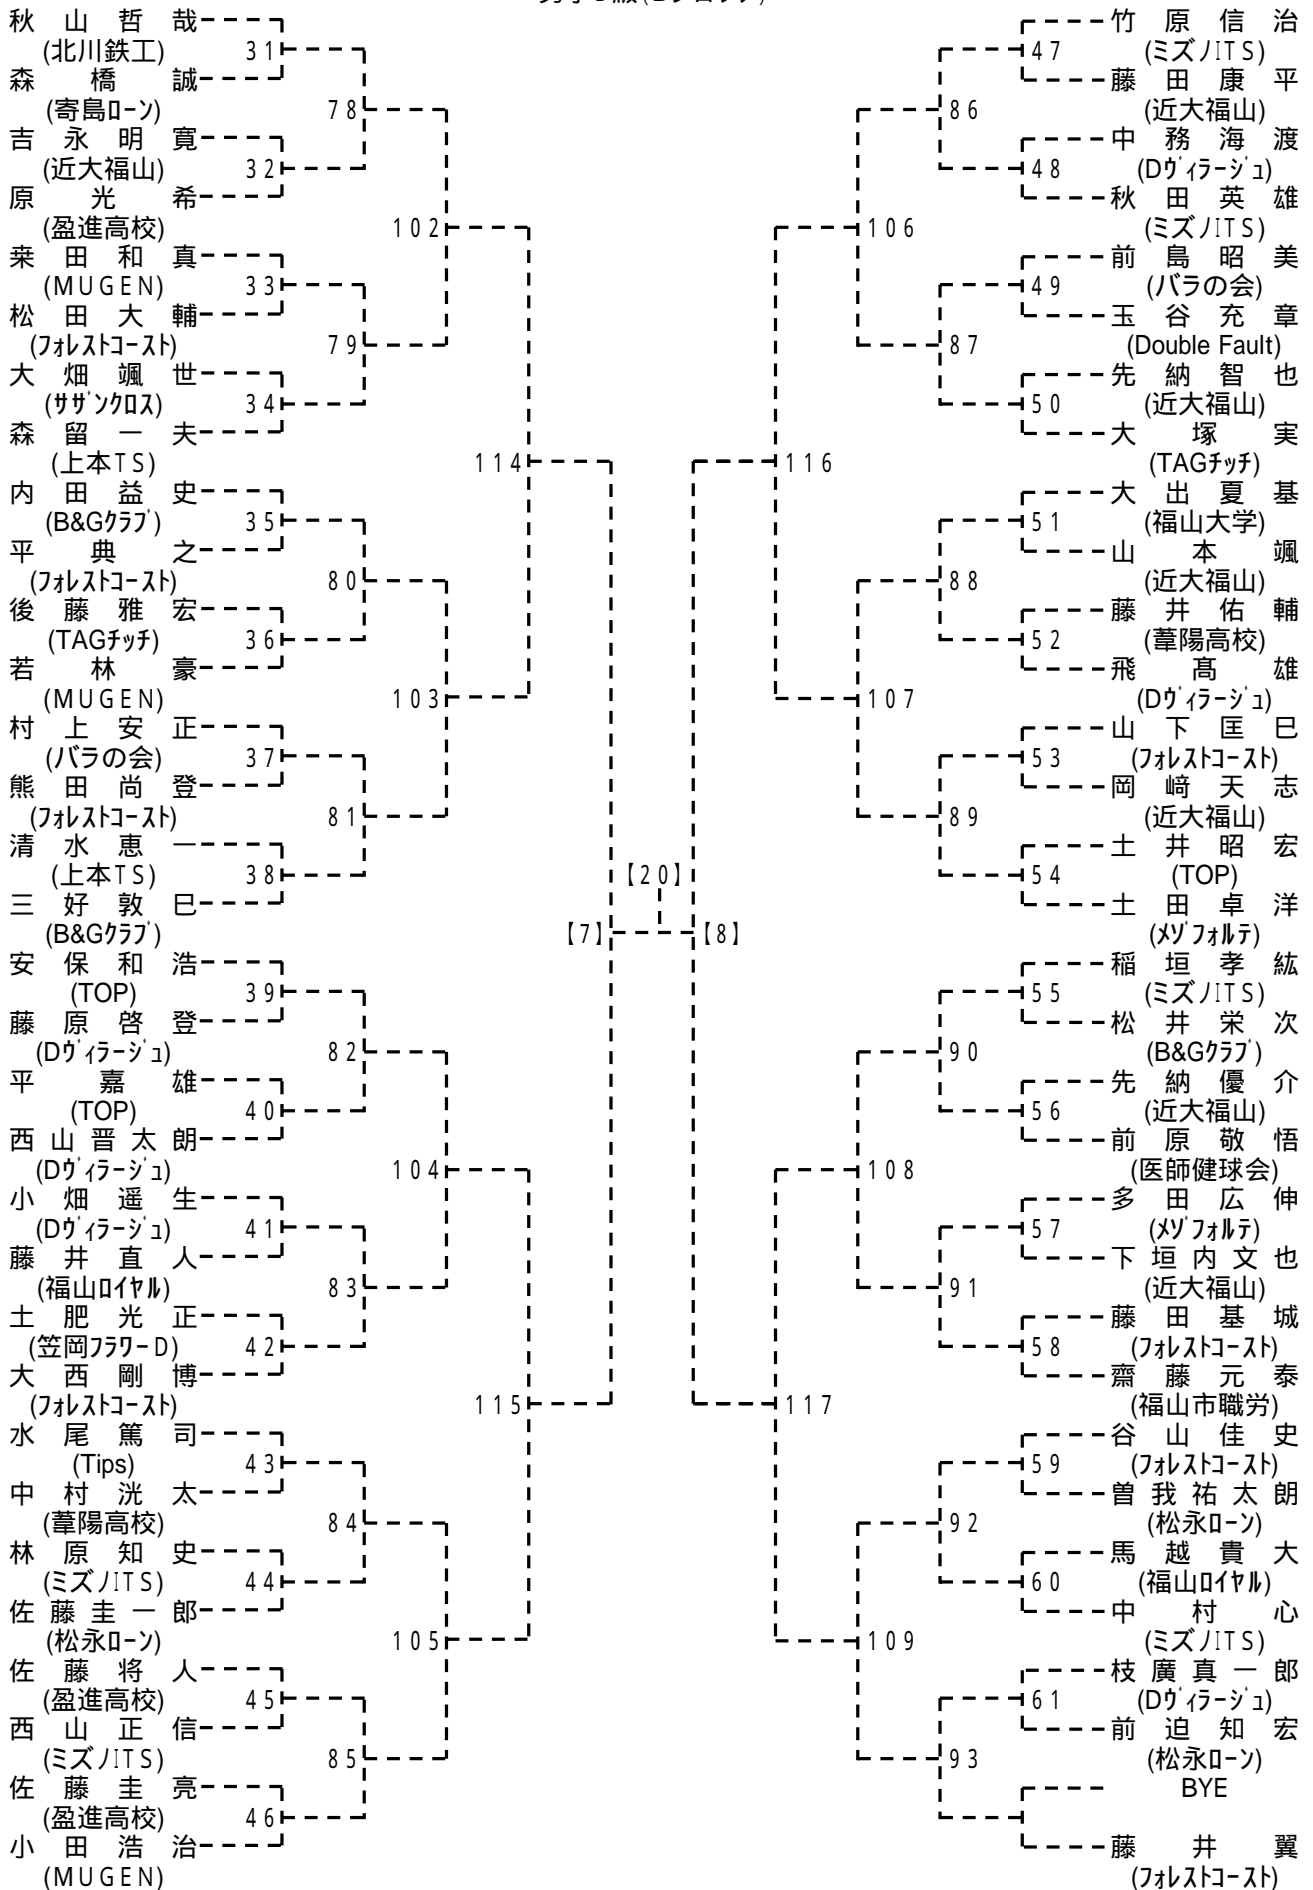 秋山哲哉
(北川鉄工) 31
森橋誠
(寄島ローン) 78
吉永明寛
(近大福山) 32
原光希
(盈進高校) 102
桒田和真
(MUGEN) 33
松田大輔
(フォレストコースト) 79
大畑颯世
(サザンクロス) 34
森留一夫
(上本TS) 114
内田益史
(B&Gクラブ) 35
平典之
(フォレストコースト) 80
後藤雅宏
(TAGチッチ) 36
若林豪
(MUGEN) 103
村上安正
(バラの会) 37
熊田尚登
(フォレストコースト) 81
清水恵一
(上本TS) 38
三好敦巳
(B&Gクラブ) 【7】
安保和浩
(TOP) 39
藤原啓登
(Dヴィラージュ) 82
平嘉雄
(TOP) 40
西山晋太朗
(Dヴィラージュ) 104
小畑遥生
(Dヴィラージュ) 41
藤井直人
(福山ロイヤル) 83
土肥光正
(笠岡フラワーD) 42
大西剛博
(フォレストコースト) 115
水尾篤司
(Tips) 43
中村洸太
(葦陽高校) 84
林原知史
(ミズノITS) 44
佐藤圭一郎
(松永ローン) 105
佐藤将人
(盈進高校) 45
西山正信
(ミズノITS) 85
佐藤圭亮
(盈進高校) 46
小田浩治
(MUGEN)
【20】
竹原信治
47 (ミズノITS)
藤田康平
86 (近大福山)
中務海渡
48 (Dヴィラージュ)
秋田英雄
106 (ミズノITS)
前島昭美
49 (バラの会)
玉谷充章
87 (Double Fault)
先納智也
50 (近大福山)
大塚実
116 (TAGチッチ)
大出夏基
51 (福山大学)
山本颯
88 (近大福山)
藤井佑輔
52 (葦陽高校)
飛髙雄
107 (Dヴィラージュ)
山下匡巳
53 (フォレストコースト)
岡﨑天志
89 (近大福山)
土井昭宏
54 (TOP)
土田卓洋
【8】 (メゾフォルテ)
稲垣孝紘
55 (ミズノITS)
松井栄次
90 (B&Gクラブ)
先納優介
56 (近大福山)
前原敬悟
108 (医師健球会)
多田広伸
57 (メゾフォルテ)
下垣内文也
91 (近大福山)
藤田基城
58 (フォレストコースト)
齋藤元泰
117 (福山市職労)
谷山佳史
59 (フォレストコースト)
曽我祐太朗
92 (松永ローン)
馬越貴大
60 (福山ロイヤル)
中村心
109 (ミズノITS)
枝廣真一郎
61 (Dヴィラージュ)
前迫知宏
93 (松永ローン)
BYE
藤井翼
(フォレストコースト)